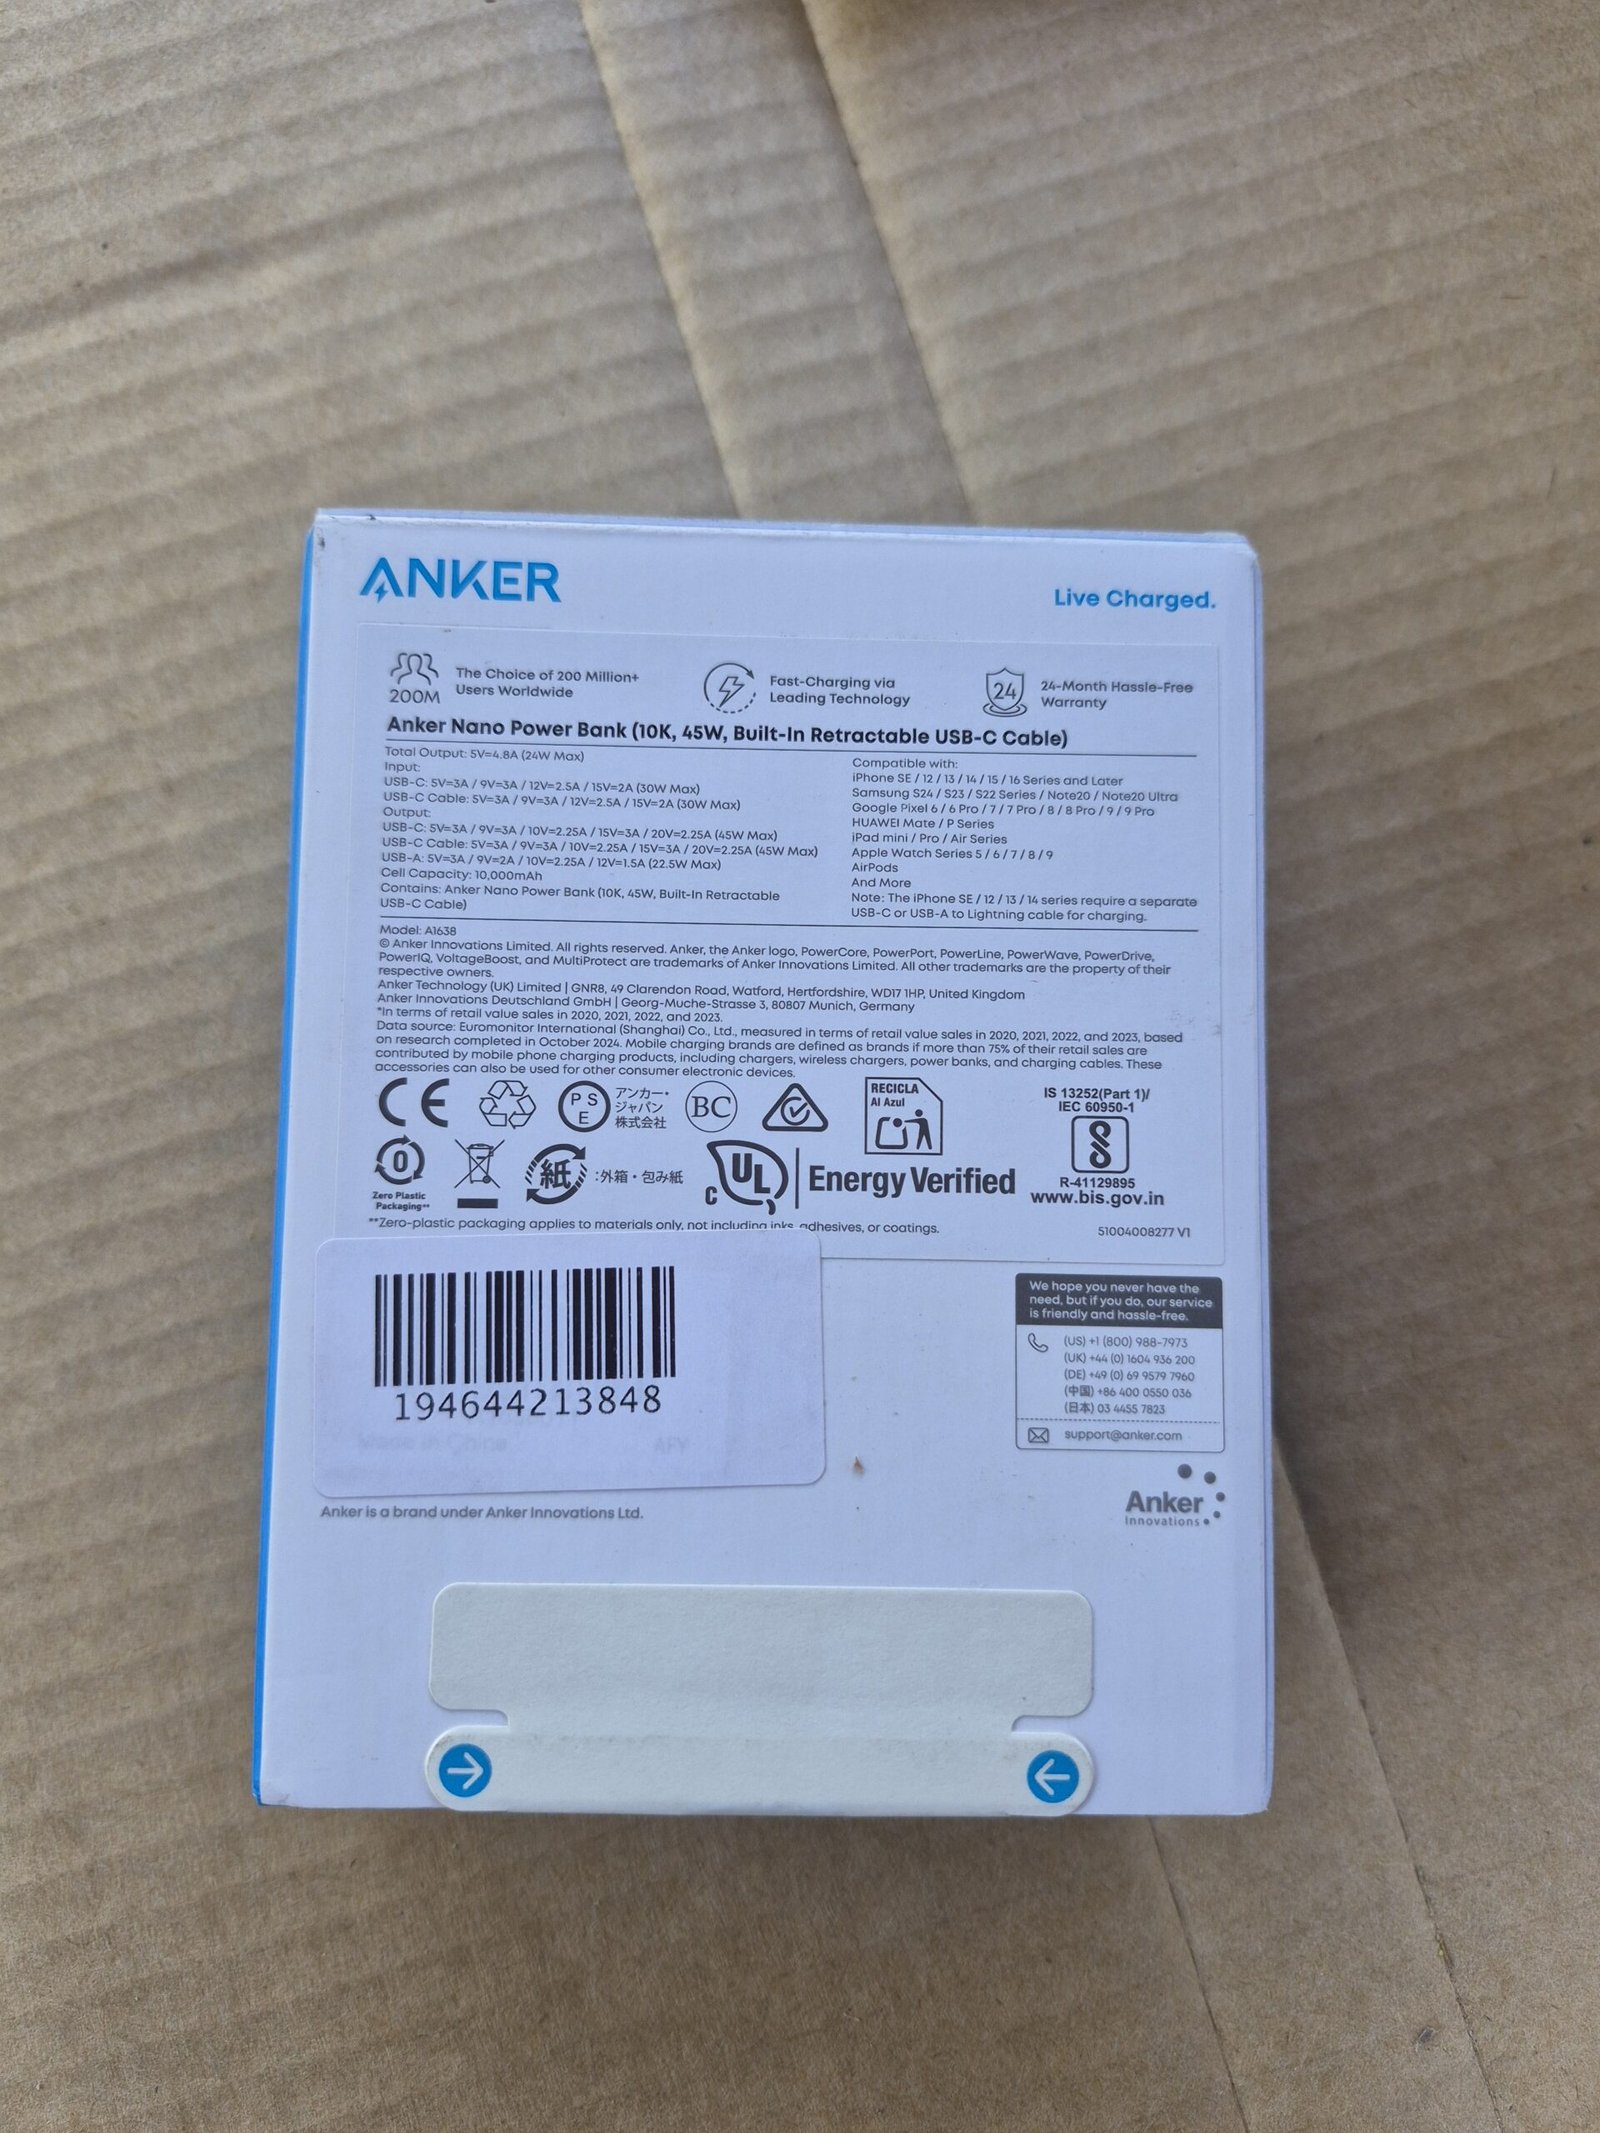 ANKER
Live Charged.
200M
The Choice of 200 Million+
Users Worldwide
Fast-Charging via
Leading Technology
24
24-Month Hassle-Free
Warranty
Anker Nano Power Bank (10K, 45W, Built-In Retractable USB-C Cable)
Total Output: 5V=4.8A (24W Max)
Input:
USB-C: 5V=3A / 9V=3A / 12V=2.5A / 15V=2A (30W Max)
USB-C Cable: 5V=3A / 9V=3A / 12V=2.5A / 15V=2A (30W Max)
Output:
USB-C: 5V=3A / 9V=3A / 10V=2.25A / 15V=3A / 20V=2.25A (45W Max)
USB-C Cable: 5V=3A / 9V=3A / 10V=2.25A / 15V=3A / 20V=2.25A (45W Max)
USB-A: 5V=3A / 9V=2A / 10V=2.25A / 12V=1.5A (22.5W Max)
Cell Capacity: 10,000mAh
Contains: Anker Nano Power Bank (10K, 45W, Built-In Retractable
USB-C Cable)
Compatible with:
iPhone SE / 12 / 13 / 14 / 15 / 16 Series and Later
Samsung S24 / S23 / S22 Series / Note20 / Note20 Ultra
Google Pixel 6 / 6 Pro / 7 / 7 Pro / 8 / 8 Pro / 9 / 9 Pro
HUAWEI Mate / P Series
iPad mini / Pro / Air Series
Apple Watch Series 5 / 6 / 7 / 8 / 9
AirPods
And More
Note: The iPhone SE / 12 / 13 / 14 series require a separate
USB-C or USB-A to Lightning cable for charging.
Model: A1638
© Anker Innovations Limited. All rights reserved. Anker, the Anker logo, PowerCore, PowerPort, PowerLine, PowerWave, PowerDrive,
PowerIQ, VoltageBoost, and MultiProtect are trademarks of Anker Innovations Limited. All other trademarks are the property of their
respective owners.
Anker Technology (UK) Limited | GNR8, 49 Clarendon Road, Watford, Hertfordshire, WD17 1HP, United Kingdom
Anker Innovations Deutschland GmbH | Georg-Muche-Strasse 3, 80807 Munich, Germany
*In terms of retail value sales in 2020, 2021, 2022, and 2023.
Data source: Euromonitor International (Shanghai) Co., Ltd., measured in terms of retail value sales in 2020, 2021, 2022, and 2023, based
on research completed in October 2024. Mobile charging brands are defined as brands if more than 75% of their retail sales are
contributed by mobile phone charging products, including chargers, wireless chargers, power banks, and charging cables. These
accessories can also be used for other consumer electronic devices.
CE
PSE
アンカー・
ジャパン
株式会社
BC
RECICLA
Al Azul
IS 13252(Part 1)/
IEC 60950-1
R-41129895
www.bis.gov.in
0
Zero Plastic
Packaging**
紙
:外箱・包み紙
C UL
Energy Verified
**Zero-plastic packaging applies to materials only, not including inks, adhesives, or coatings.
51004008277 V1
194644213848
Made in China
AFY
We hope you never have the
need, but if you do, our service
is friendly and hassle-free.
(US) +1 (800) 988-7973
(UK) +44 (0) 1604 936 200
(DE) +49 (0) 69 9579 7960
(中国) +86 400 0550 036
(日本) 03 4455 7823
support@anker.com
Anker
Innovations
Anker is a brand under Anker Innovations Ltd.